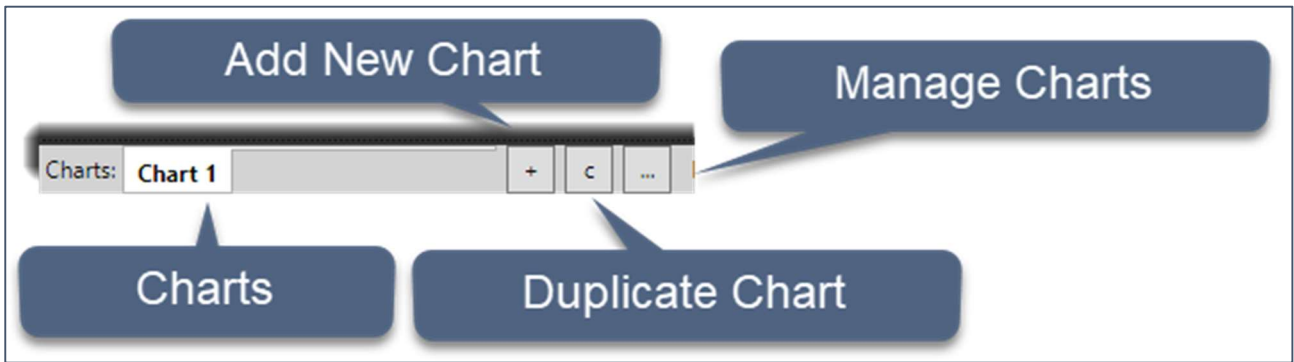 Add New Chart
Manage Charts
Charts: Chart 1 + c ...
Charts
Duplicate Chart